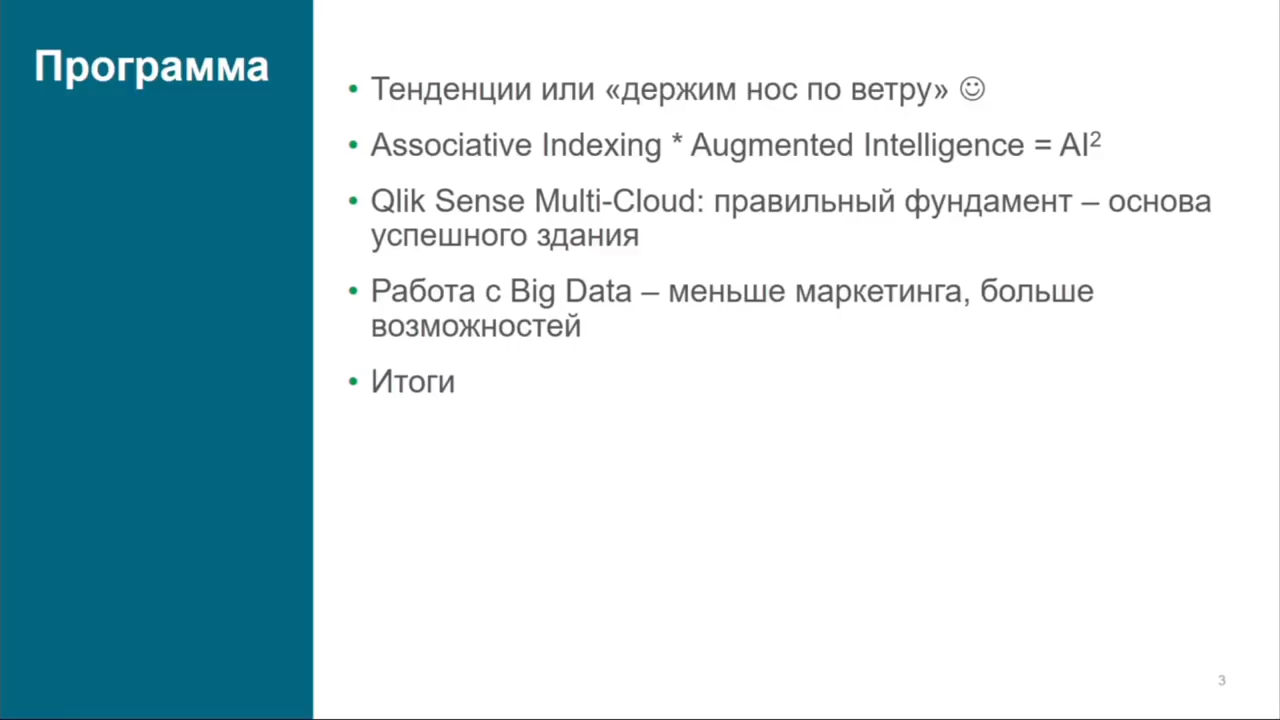 Программа
• Тенденции или «держим нос по ветру» ☺
• Associative Indexing * Augmented Intelligence = AI²
• Qlik Sense Multi-Cloud: правильный фундамент – основа
успешного здания
• Работа с Big Data – меньше маркетинга, больше
возможностей
• Итоги
3